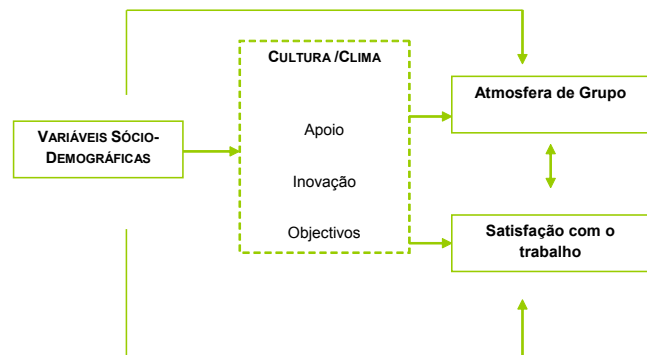 CULTURA /CLIMA
Atmosfera de Grupo
VARIÁVEIS SÓCIO-
DEMOGRÁFICAS
Apoio
Inovação
Objectivos
Satisfação com o
trabalho